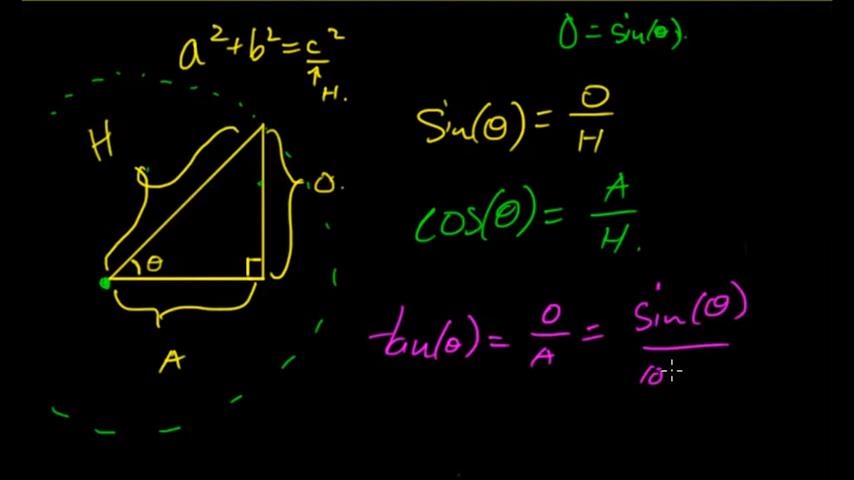 a² + b² = c²
H.
O = sin(θ).
H
O.
θ
A
Sin(θ) = O/H
cos(θ) = A/H.
tan(θ) = O/A = Sin(θ)/